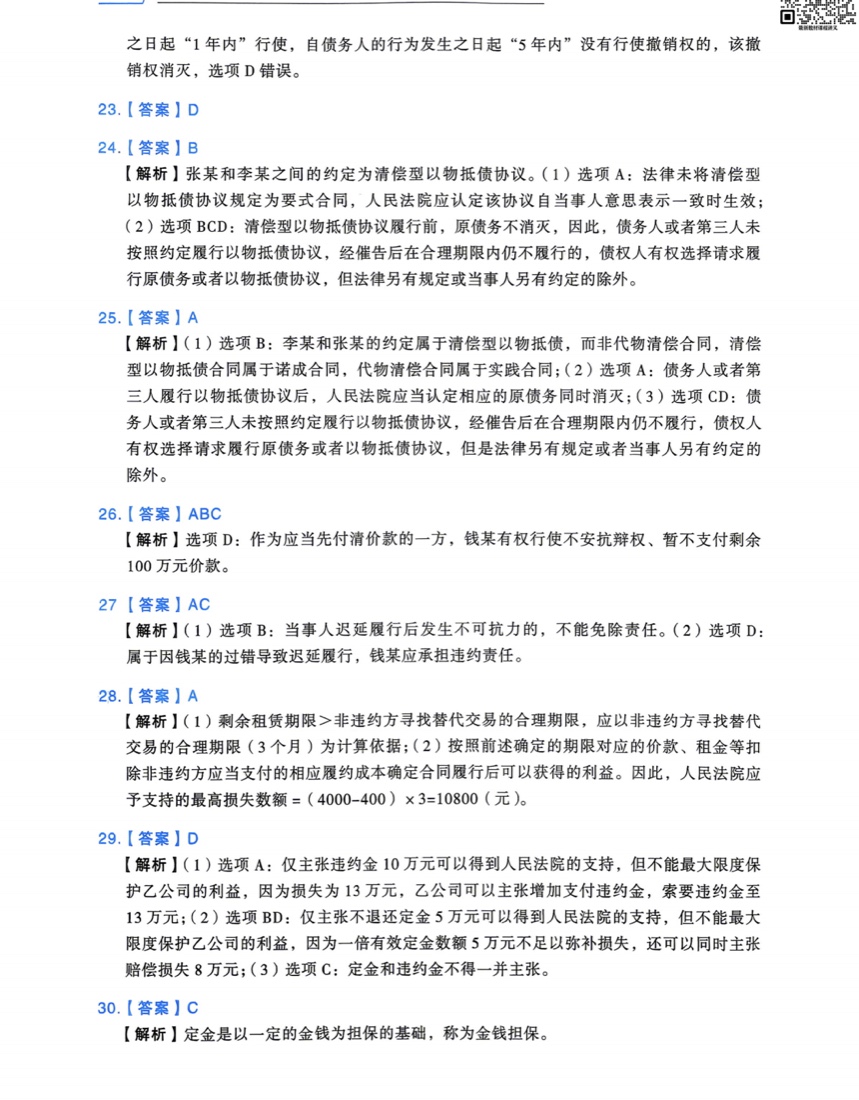 之日起“1年内”行使，自债务人的行为发生之日起“5年内”没有行使撤销权的，该撤
销权消灭，选项D错误。
23.【答案】D
24.【答案】B
【解析】张某和李某之间的约定为清偿型以物抵债协议。（1）选项A：法律未将清偿型
以物抵债协议规定为要式合同，人民法院应认定该协议自当事人意思表示一致时生效；
（2）选项BCD：清偿型以物抵债协议履行前，原债务不消灭，因此，债务人或者第三人未
按照约定履行以物抵债协议，经催告后在合理期限内仍不履行的，债权人有权选择请求履
行原债务或者以物抵债协议，但法律另有规定或当事人另有约定的除外。
25.【答案】A
【解析】（1）选项B：李某和张某的约定属于清偿型以物抵债，而非代物清偿合同，清偿
型以物抵债合同属于诺成合同，代物清偿合同属于实践合同；（2）选项A：债务人或者第
三人履行以物抵债协议后，人民法院应当认定相应的原债务同时消灭；（3）选项CD：债
务人或者第三人未按照约定履行以物抵债协议，经催告后在合理期限内仍不履行，债权人
有权选择请求履行原债务或者以物抵债协议，但是法律另有规定或者当事人另有约定的
除外。
26.【答案】ABC
【解析】选项D：作为应当先付清价款的一方，钱某有权行使不安抗辩权、暂不支付剩余
100万元价款。
27【答案】AC
【解析】（1）选项B：当事人迟延履行后发生不可抗力的，不能免除责任。（2）选项D：
属于因钱某的过错导致迟延履行，钱某应承担违约责任。
28.【答案】A
【解析】（1）剩余租赁期限＞非违约方寻找替代交易的合理期限，应以非违约方寻找替代
交易的合理期限（3个月）为计算依据；（2）按照前述确定的期限对应的价款、租金等扣
除非违约方应当支付的相应履约成本确定合同履行后可以获得的利益。因此，人民法院应
予支持的最高损失数额=（4000-400）×3=10800（元）。
29.【答案】D
【解析】（1）选项A：仅主张违约金10万元可以得到人民法院的支持，但不能最大限度保
护乙公司的利益，因为损失为13万元，乙公司可以主张增加支付违约金，索要违约金至
13万元；（2）选项BD：仅主张不退还定金5万元可以得到人民法院的支持，但不能最大
限度保护乙公司的利益，因为一倍有效定金数额5万元不足以弥补损失，还可以同时主张
赔偿损失8万元；（3）选项C：定金和违约金不得一并主张。
30.【答案】C
【解析】定金是以一定的金钱为担保的基础，称为金钱担保。